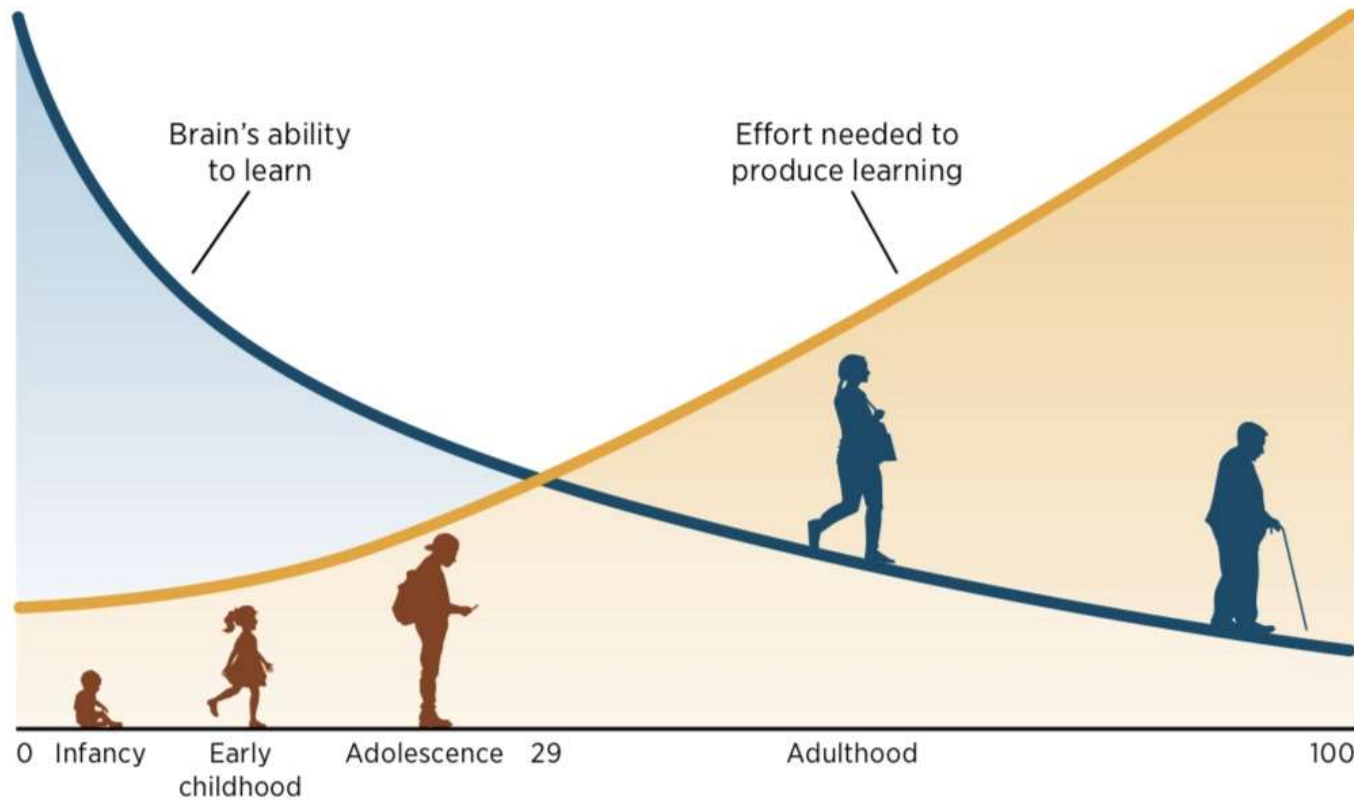 Brain’s ability
to learn
Effort needed to
produce learning
0 Infancy Early Adolescence 29 Adulthood 100
childhood